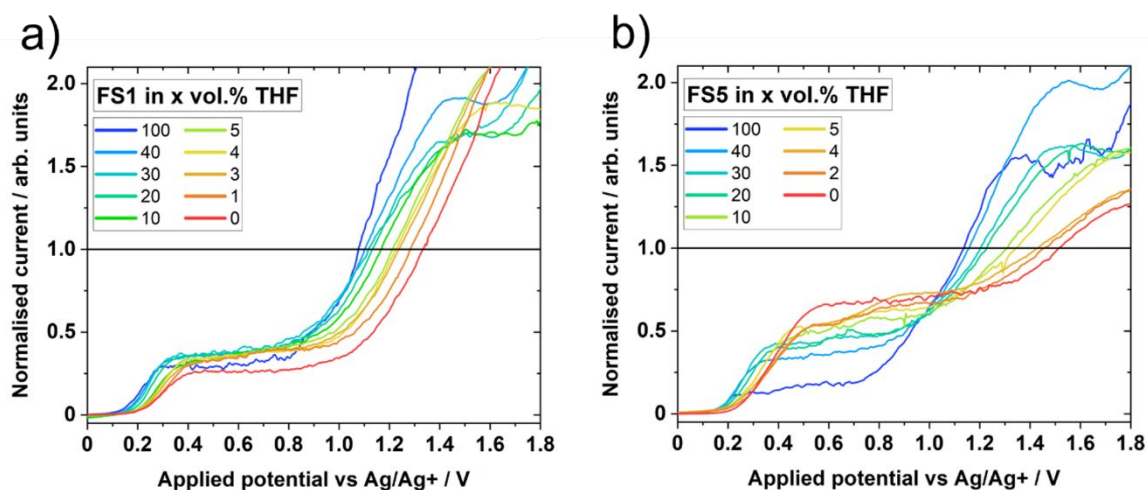 a)
Normalised current / arb. units
2.0
1.5
1.0
0.5
0
FS1 in x vol.% THF
100 5
40 4
30 3
20 1
10 0
0 0.2 0.4 0.6 0.8 1.0 1.2 1.4 1.6 1.8
Applied potential vs Ag/Ag+ / V
b)
Normalised current / arb. units
2.0
1.5
1.0
0.5
0
FS5 in x vol.% THF
100 5
40 4
30 2
20 0
10
0 0.2 0.4 0.6 0.8 1.0 1.2 1.4 1.6 1.8
Applied potential vs Ag/Ag+ / V